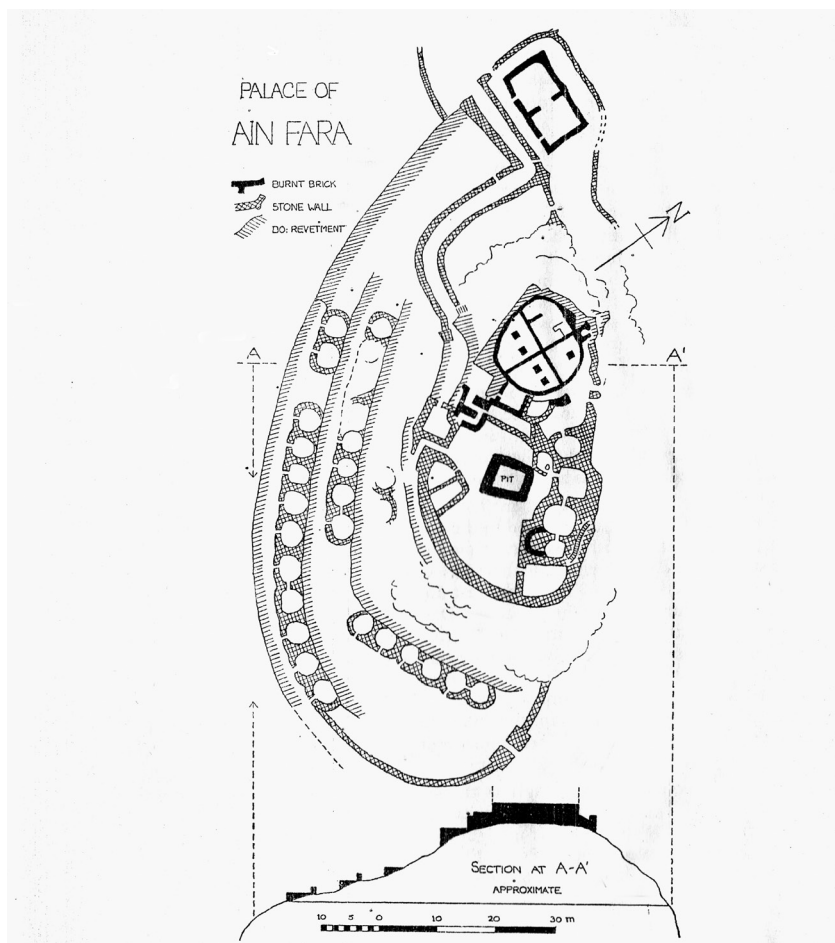 PALACE OF
AIN FARA
BURNT BRICK
STONE WALL
DO: REVETMENT
N
A
A'
PIT
SECTION AT A-A'
APPROXIMATE
10 5 0 10 20 30 m